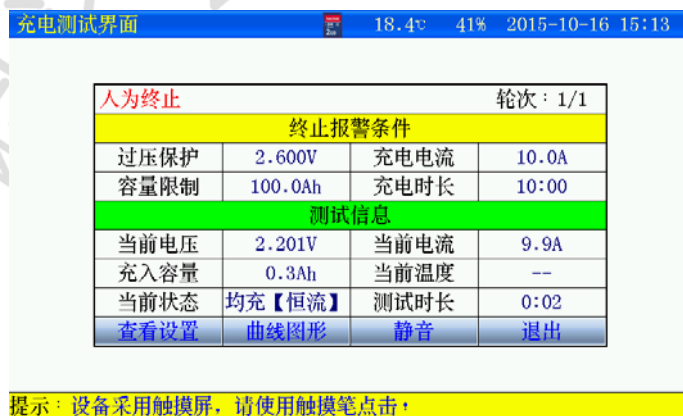 充电测试界面 18.4℃ 41% 2015-10-16 15:13
人为终止 轮次：1/1
终止报警条件
过压保护 2.600V 充电电流 10.0A
容量限制 100.0Ah 充电时长 10:00
测试信息
当前电压 2.201V 当前电流 9.9A
充入容量 0.3Ah 当前温度 --
当前状态 均充【恒流】 测试时长 0:02
查看设置 曲线图形 静音 退出
提示：设备采用触摸屏，请使用触摸笔点击！